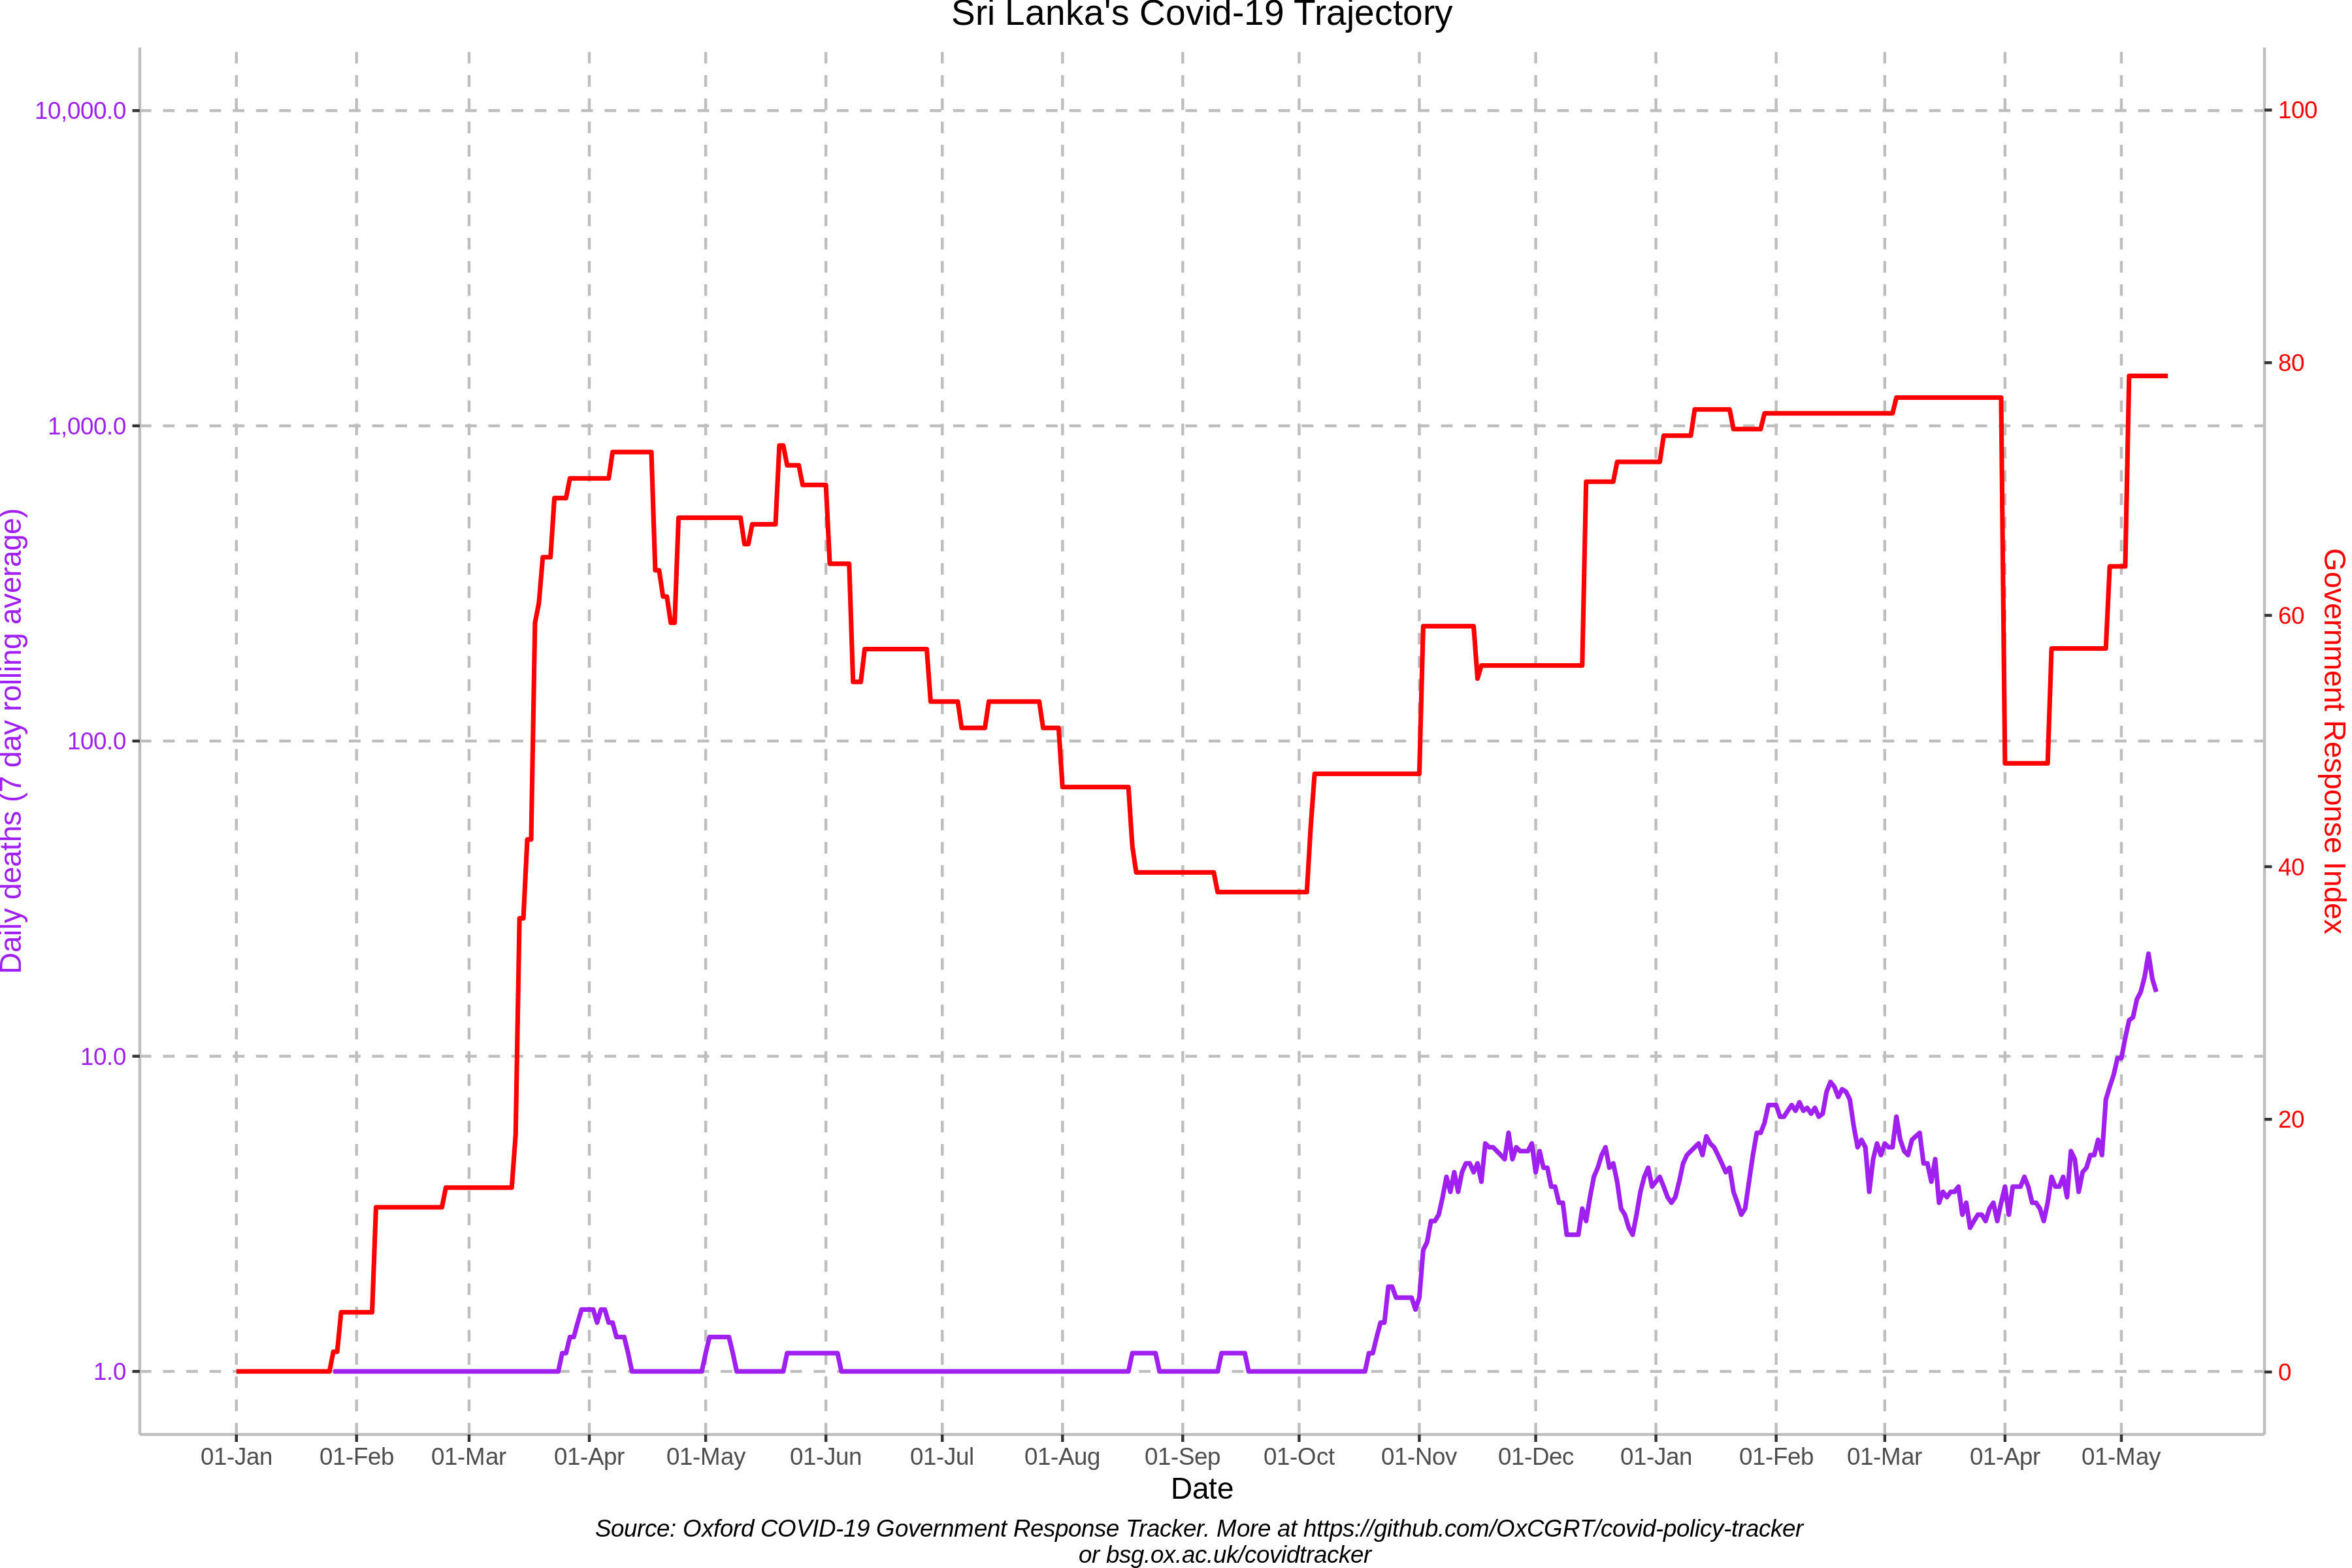 Sri Lanka's Covid-19 Trajectory
10,000.0
1,000.0
100.0
10.0
1.0
Daily deaths (7 day rolling average)
100
80
60
40
20
0
Government Response Index
01-Jan 01-Feb 01-Mar 01-Apr 01-May 01-Jun 01-Jul 01-Aug 01-Sep 01-Oct 01-Nov 01-Dec 01-Jan 01-Feb 01-Mar 01-Apr 01-May
Date
Source: Oxford COVID-19 Government Response Tracker. More at https://github.com/OxCGRT/covid-policy-tracker
or bsg.ox.ac.uk/covidtracker